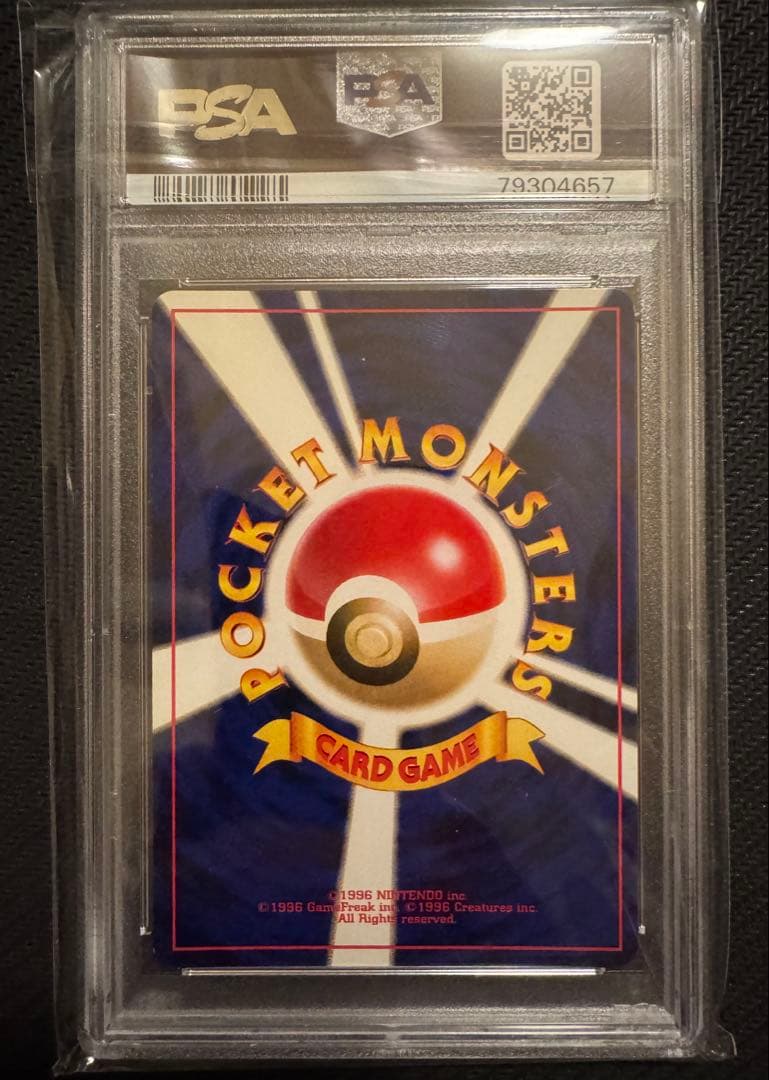 PSA
PSA
79304657
POCKET MONSTERS
CARD GAME
©1996 NINTENDO inc.
©1996 GameFreak inc. ©1996 Creatures inc.
All Rights reserved.